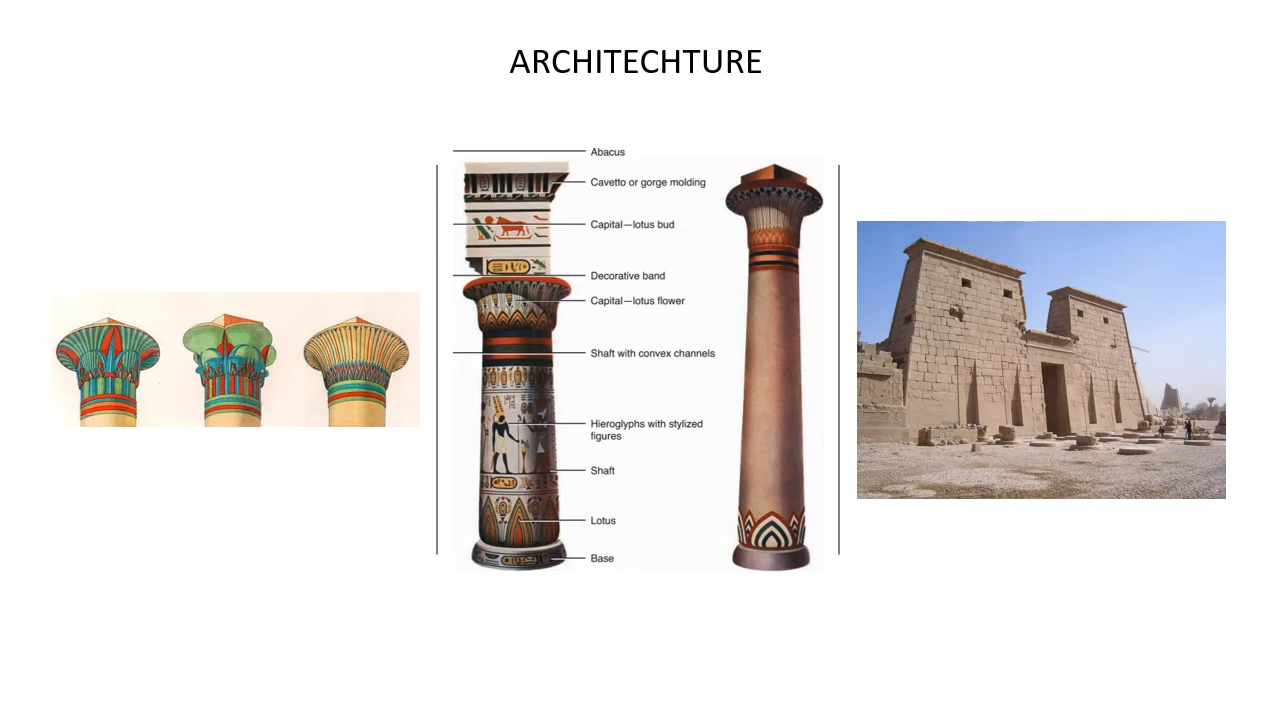 ARCHITECHTURE
Abacus
Cavetto or gorge molding
Capital—lotus bud
Decorative band
Capital—lotus flower
Shaft with convex channels
Hieroglyphs with stylized
figures
Shaft
Lotus
Base